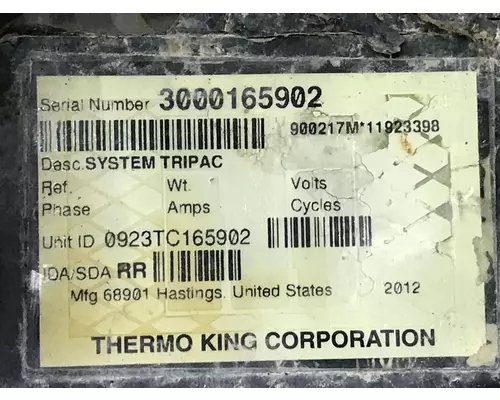 Serial Number 3000165902
900217M*11923398
Desc. SYSTEM TRIPAC
Ref. Wt. Volts
Phase Amps Cycles
Unit ID 0923TC165902
IDA/SDA RR
Mfg 68901 Hastings, United States 2012
THERMO KING CORPORATION